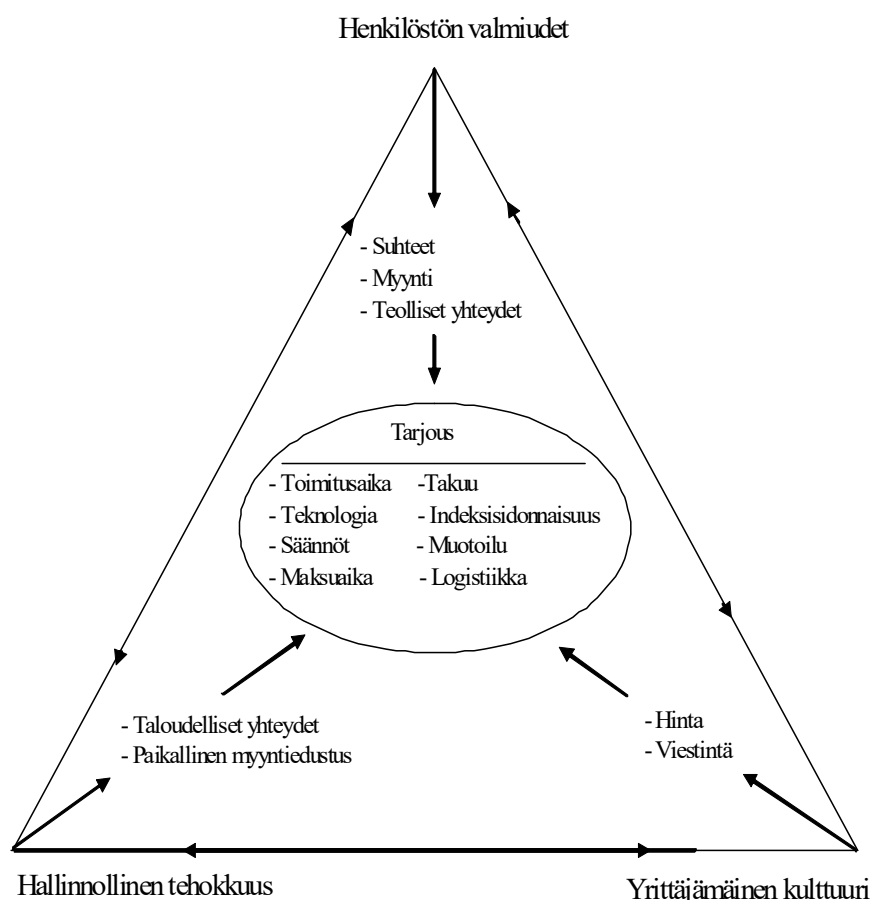 Henkilöstön valmiudet
- Suhteet
- Myynti
- Teolliset yhteydet
Tarjous
- Toimitusaika -Takuu
- Teknologia - Indeksisidonnaisuus
- Säännöt - Muotoilu
- Maksuaika - Logistiikka
- Taloudelliset yhteydet
- Paikallinen myyntiedustus
- Hinta
- Viestintä
Hallinnollinen tehokkuus
Yrittäjämäinen kulttuuri